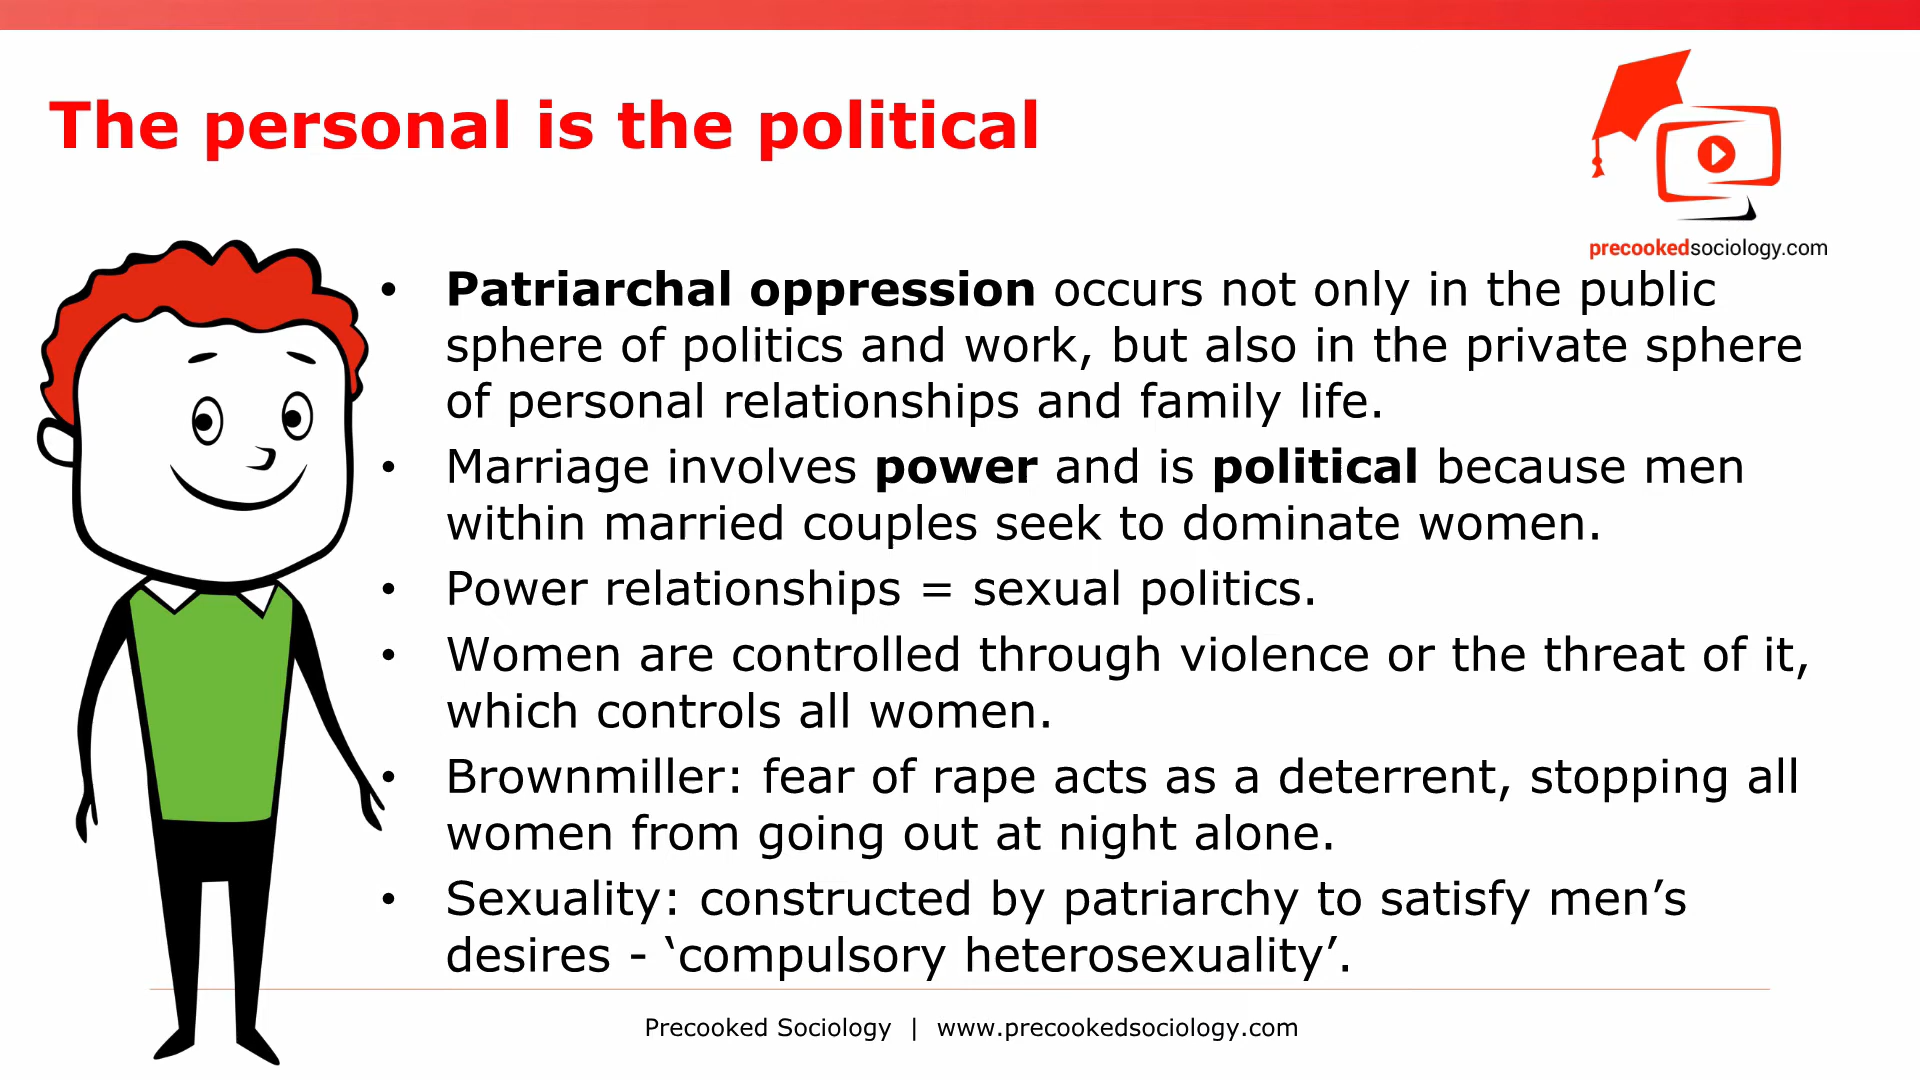 The personal is the political
precookedsociology.com
• Patriarchal oppression occurs not only in the public
sphere of politics and work, but also in the private sphere
of personal relationships and family life.
• Marriage involves power and is political because men
within married couples seek to dominate women.
• Power relationships = sexual politics.
• Women are controlled through violence or the threat of it,
which controls all women.
• Brownmiller: fear of rape acts as a deterrent, stopping all
women from going out at night alone.
• Sexuality: constructed by patriarchy to satisfy men’s
desires - ‘compulsory heterosexuality’.
Precooked Sociology | www.precookedsociology.com